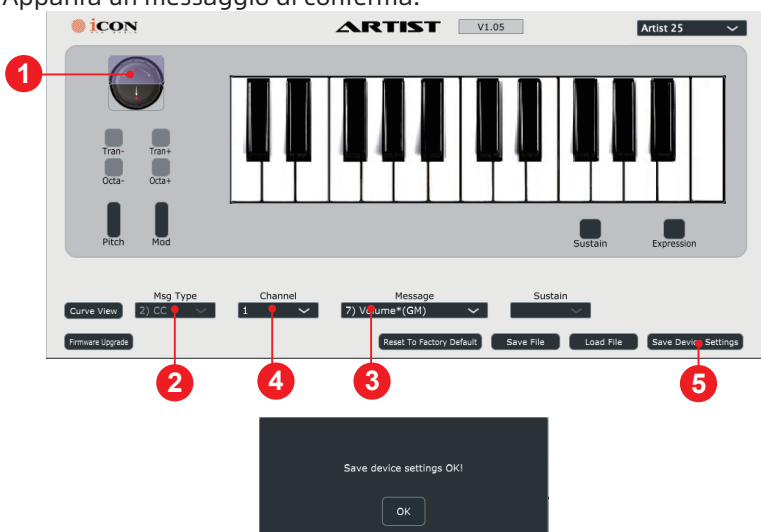 Apparirà un messaggio di conferma.
icon
ARTIST
V1.05
Artist 25
1
Tran-
Tran+
Octa-
Octa+
Pitch
Mod
Sustain
Expression
Msg Type
Channel
Message
Sustain
Curve View
2) CC
1
7) Volume*(GM)
Firmware Upgrade
Reset To Factory Default
Save File
Load File
Save Device Settings
2
4
3
5
Save device settings OK!
OK